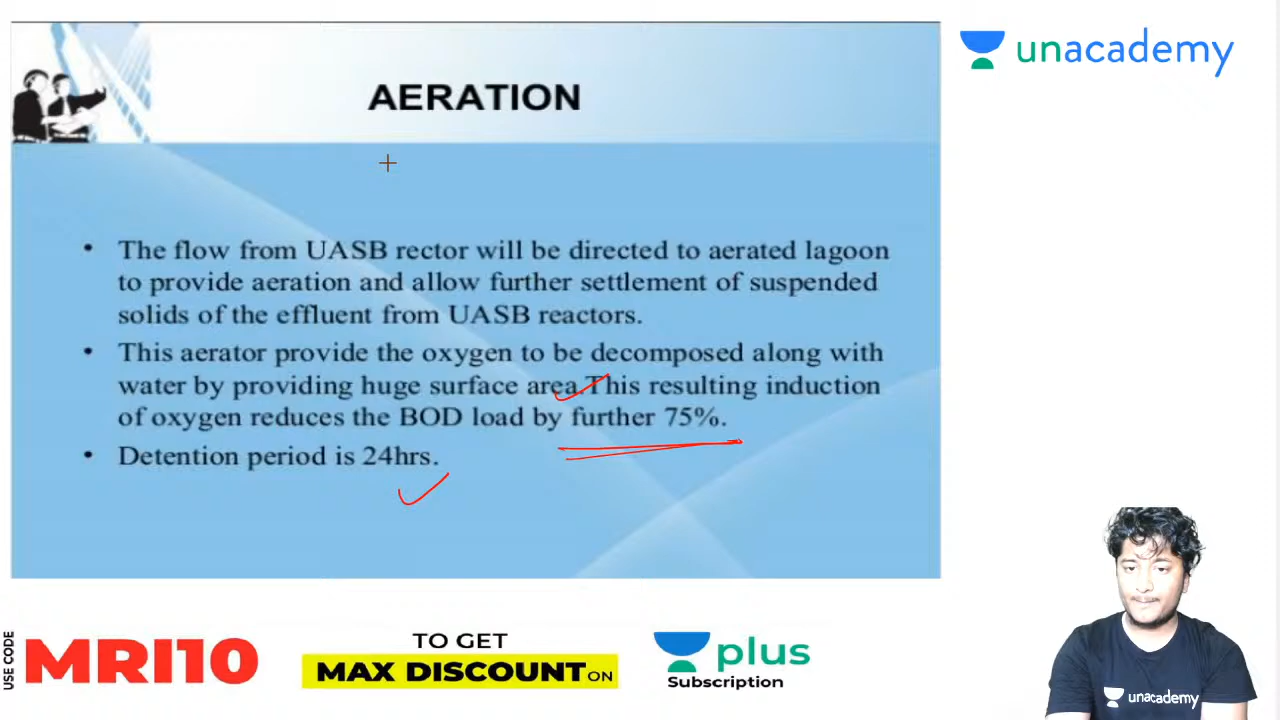 AERATION
unacademy
• The flow from UASB rector will be directed to aerated lagoon
to provide aeration and allow further settlement of suspended
solids of the effluent from UASB reactors.
• This aerator provide the oxygen to be decomposed along with
water by providing huge surface area.This resulting induction
of oxygen reduces the BOD load by further 75%.
• Detention period is 24hrs.
USE CODE
MRI10
TO GET
MAX DISCOUNT ON
plus
Subscription
unacademy